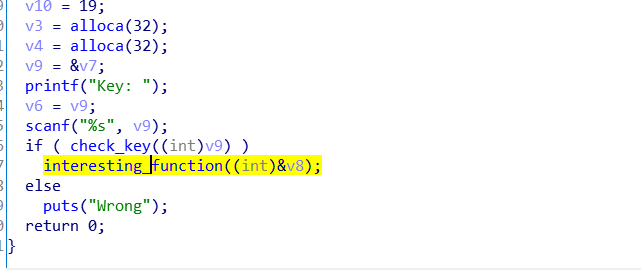 v10 = 19;
v3 = alloca(32);
v4 = alloca(32);
v9 = &v7;
printf("Key: ");
v6 = v9;
scanf("%s", v9);
if ( check_key((int)v9) )
interesting_function((int)&v8);
else
puts("Wrong");
return 0;
}